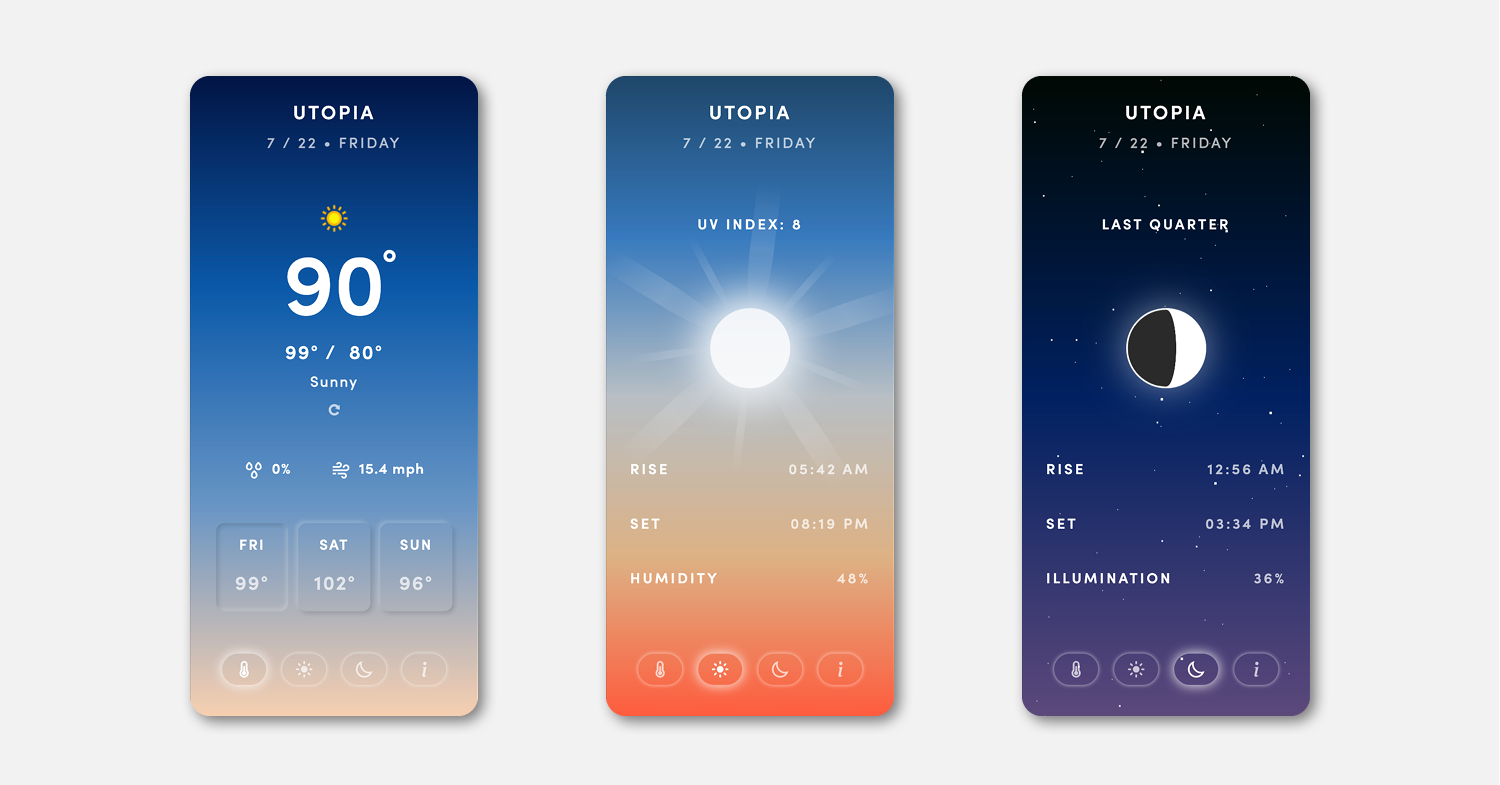 UTOPIA
7 / 22 • FRIDAY
90°
99° / 80°
Sunny
0% 15.4 mph
FRI SAT SUN
99° 102° 96°
i
UTOPIA
7 / 22 • FRIDAY
UV INDEX: 8
RISE 05:42 AM
SET 08:19 PM
HUMIDITY 48%
i
UTOPIA
7 / 22 • FRIDAY
LAST QUARTER
RISE 12:56 AM
SET 03:34 PM
ILLUMINATION 36%
i